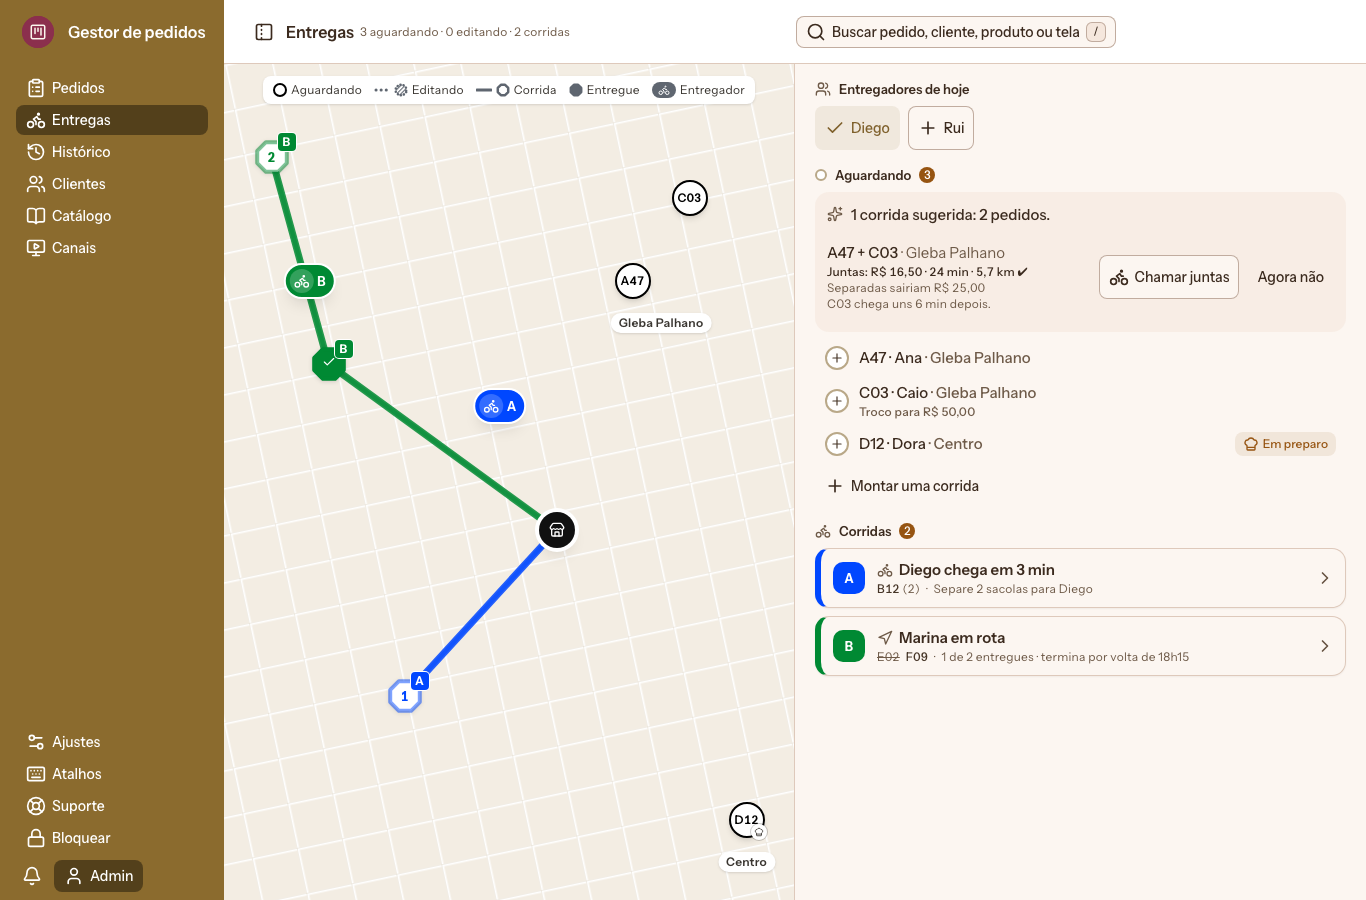 Gestor de pedidos
Pedidos
Entregas
Histórico
Clientes
Catálogo
Canais
Ajustes
Atalhos
Suporte
Bloquear
Admin
Entregas 3 aguardando · 0 editando · 2 corridas
Buscar pedido, cliente, produto ou tela /
Aguardando Editando Corrida Entregue Entregador
B
2
C03
B
A47
Gleba Palhano
B
A
A
1
D12
Centro
Entregadores de hoje
Diego
Rui
Aguardando 3
1 corrida sugerida: 2 pedidos.
A47 + C03 · Gleba Palhano
Juntas: R$ 16,50 · 24 min · 5,7 km ✔
Separadas sairiam R$ 25,00
C03 chega uns 6 min depois.
Chamar juntas
Agora não
A47 · Ana · Gleba Palhano
C03 · Caio · Gleba Palhano
Troco para R$ 50,00
D12 · Dora · Centro
Em preparo
Montar uma corrida
Corridas 2
A
Diego chega em 3 min
B12 (2) · Separe 2 sacolas para Diego
B
Marina em rota
E02 F09 · 1 de 2 entregues · termina por volta de 18h15